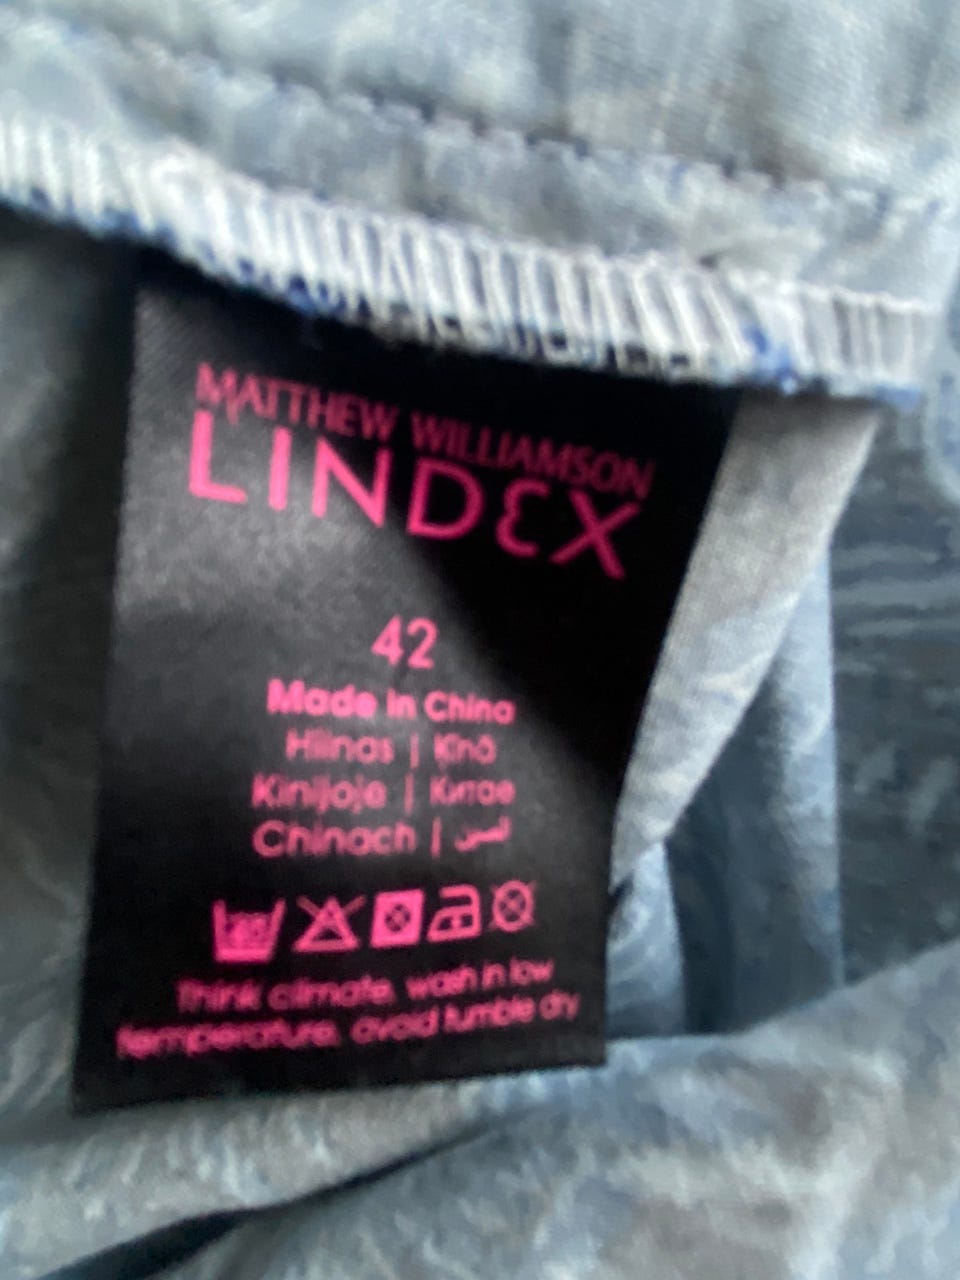 MATTHEW WILLIAMSON
LINDEX
42
Made in China
Hiinas | Ķīnā
Kinijoje | Китае
Chinach |
Think climate, wash in low
temperature, avoid tumble dry